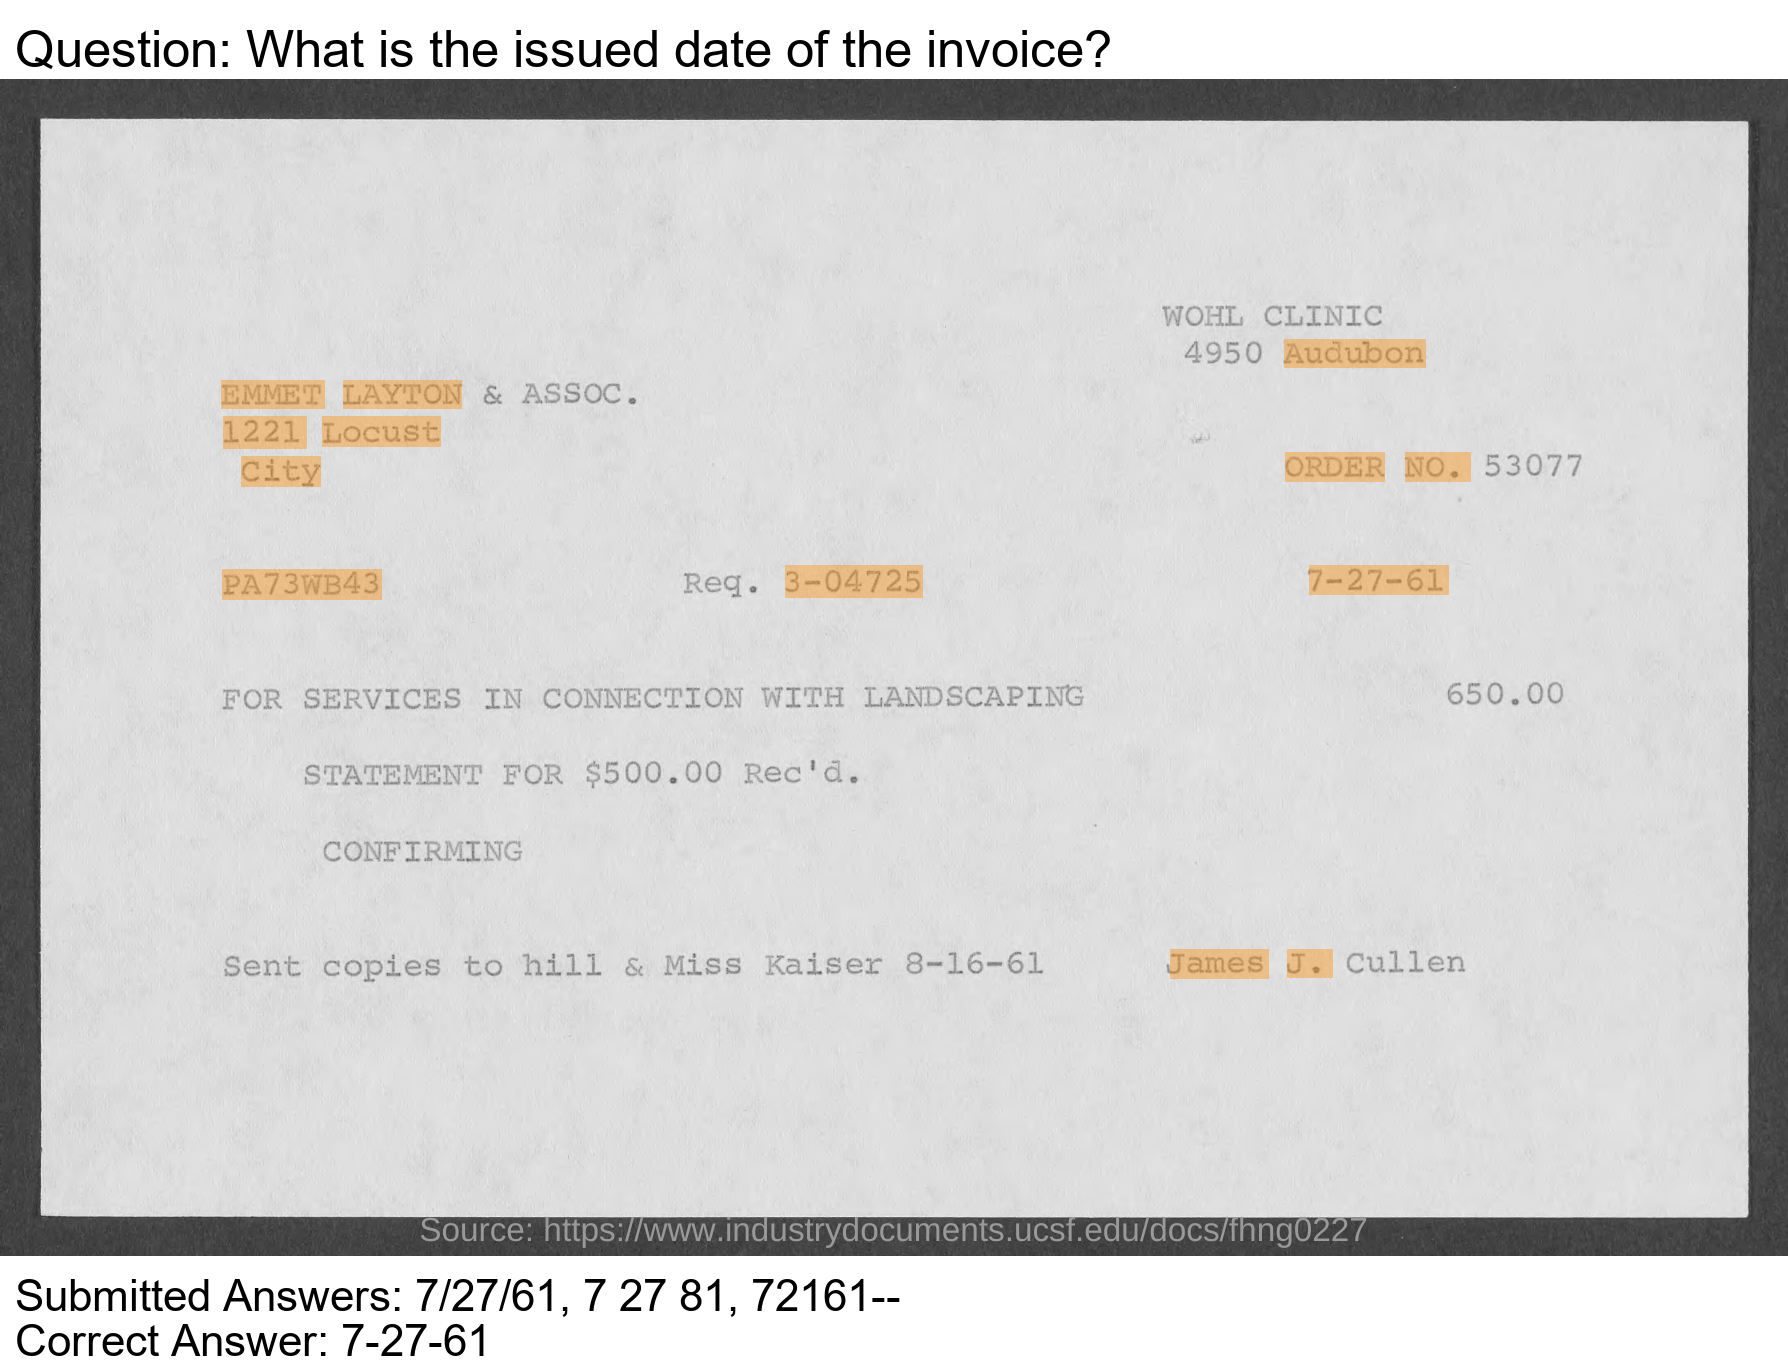 Question: What is the issued date of the invoice?
WOHL CLINIC
4950 Audubon
EMMET LAYTON & ASSOC.
1221 Locust
City
ORDER NO. 53077
PA73WB43 Req. 3-04725 7-27-61
FOR SERVICES IN CONNECTION WITH LANDSCAPING 650.00
STATEMENT FOR $500.00 Rec'd.
CONFIRMING
Sent copies to hill & Miss Kaiser 8-16-61 James J. Cullen
Source: https://www.industrydocuments.ucsf.edu/docs/fhng0227
Submitted Answers: 7/27/61, 7 27 81, 72161--
Correct Answer: 7-27-61